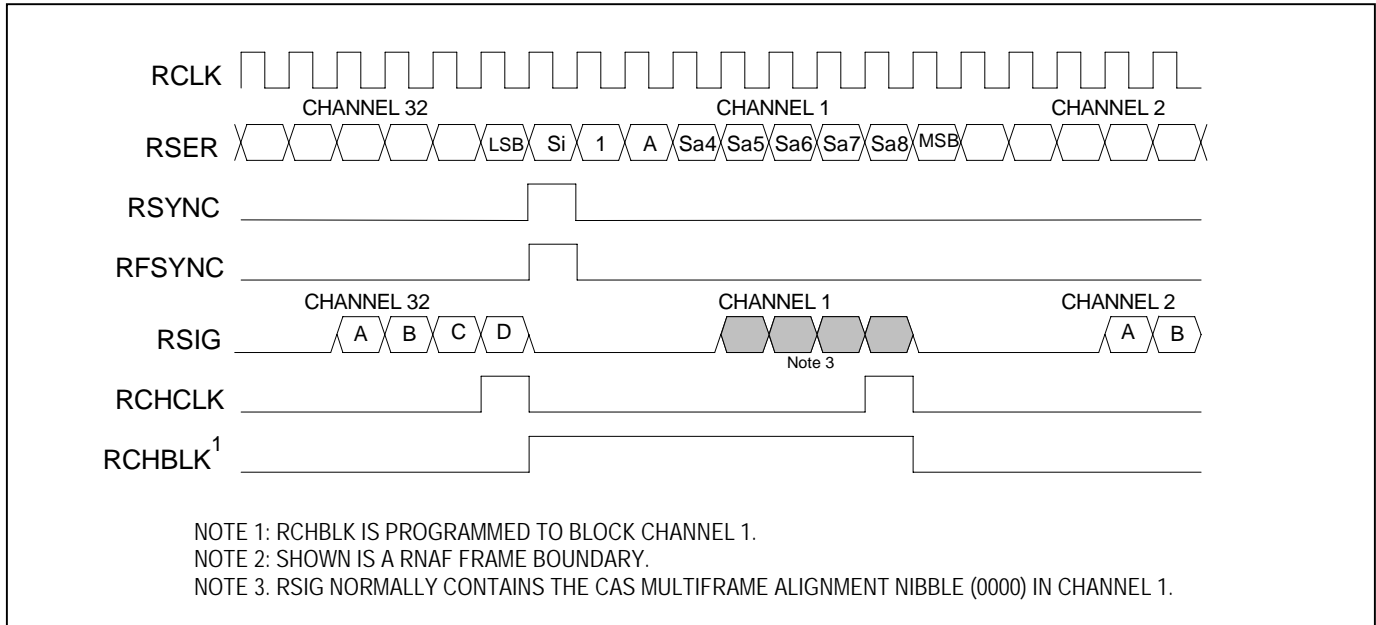 RCLK
CHANNEL 32 CHANNEL 1 CHANNEL 2
RSER LSB Si 1 A Sa4 Sa5 Sa6 Sa7 Sa8 MSB
RSYNC
RFSYNC
CHANNEL 32 CHANNEL 1 CHANNEL 2
RSIG A B C D A B
Note 3
RCHCLK
RCHBLK1
NOTE 1: RCHBLK IS PROGRAMMED TO BLOCK CHANNEL 1.
NOTE 2: SHOWN IS A RNAF FRAME BOUNDARY.
NOTE 3. RSIG NORMALLY CONTAINS THE CAS MULTIFRAME ALIGNMENT NIBBLE (0000) IN CHANNEL 1.